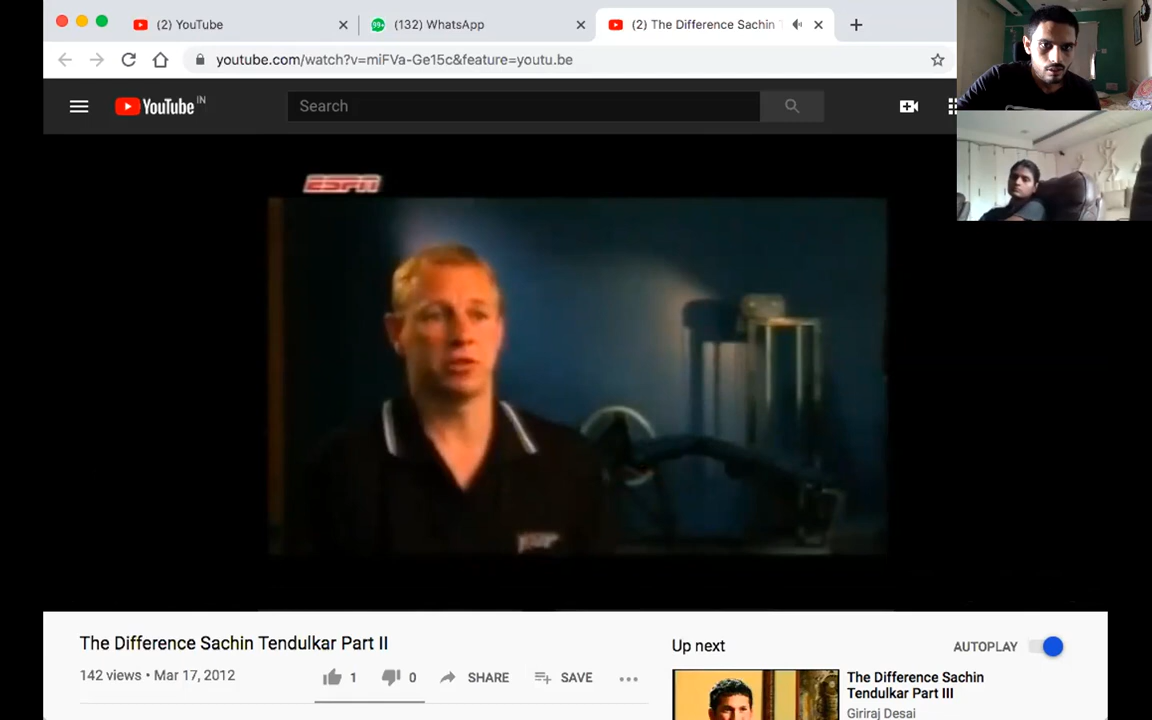 (2) YouTube
99+
(132) WhatsApp
(2) The Difference Sachin T
youtube.com/watch?v=miFVa-Ge15c&feature=youtu.be
YouTube IN
Search
ESPN
The Difference Sachin Tendulkar Part II
142 views • Mar 17, 2012
1
0
SHARE
SAVE
Up next
AUTOPLAY
The Difference Sachin
Tendulkar Part III
Giriraj Desai